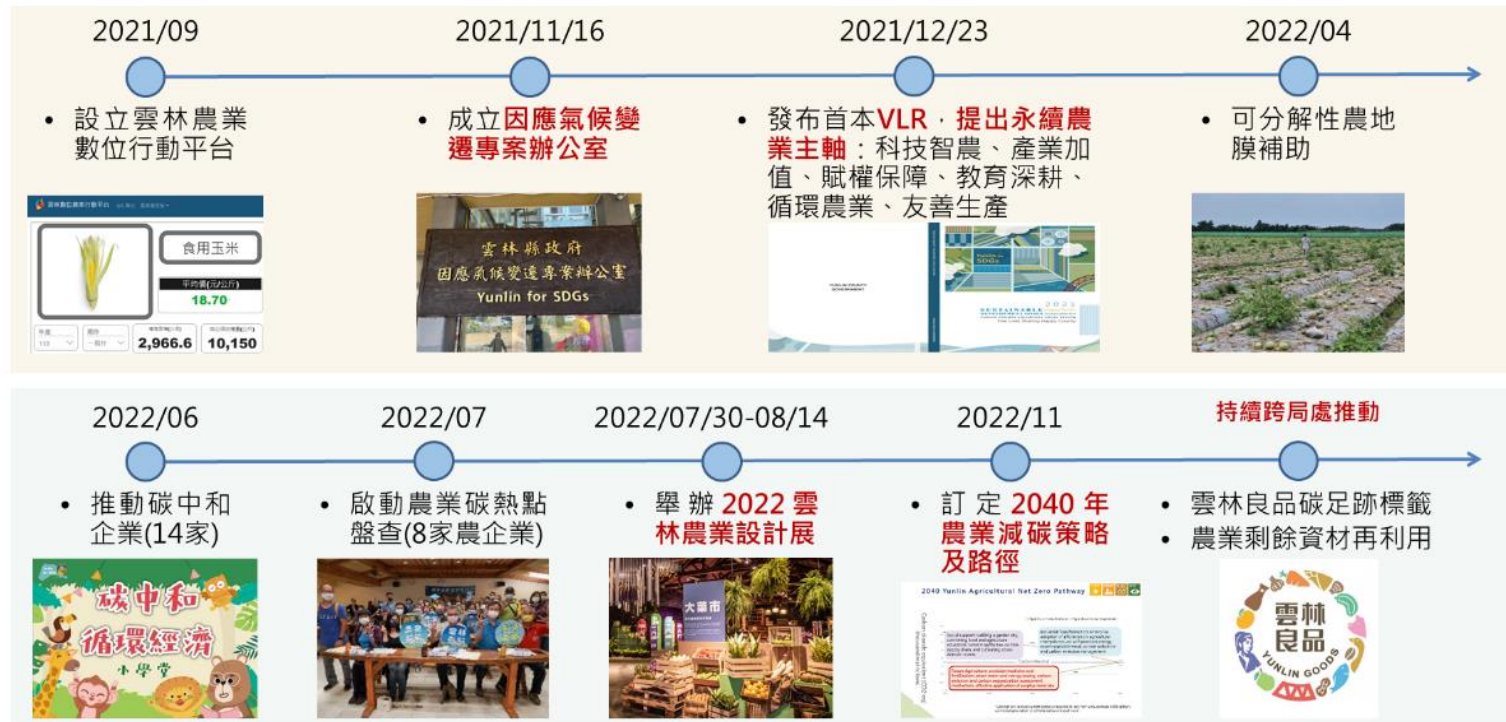 2021/09
2021/11/16
2021/12/23
2022/04
• 設立雲林農業
數位行動平台
• 成立因應氣候變
遷專案辦公室
• 發布首本VLR，提出永續農
業主軸：科技智農、產業加
值、賦權保障、教育深耕、
循環農業、友善生產
• 可分解性農地
膜補助
食用玉米
平均價(元/公斤)
18.70
2,966.6
10,150
雲林縣政府
因應氣候變遷專案辦公室
Yunlin for SDGs
2021
SUSTAINABLE
2022/06
2022/07
2022/07/30-08/14
2022/11
持續跨局處推動
• 推動碳中和
企業(14家)
• 啟動農業碳熱點
盤查(8家農企業)
• 舉辦 2022 雲
林農業設計展
• 訂定 2040 年
農業減碳策略
及路徑
• 雲林良品碳足跡標籤
• 農業剩餘資材再利用
碳中和
循環經濟
小學堂
大葉市
2040 Yunlin Agricultural Net Zero Pathway
雲林
良品
YUNLIN GOODS